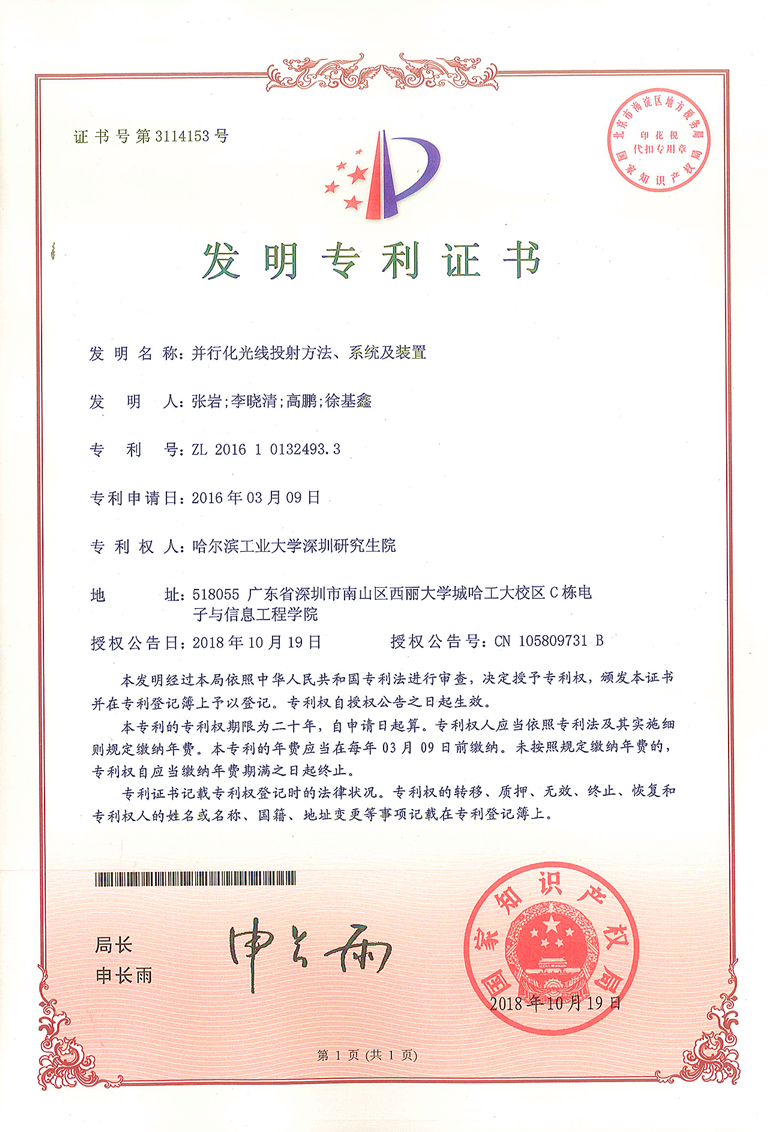 证书号第3114153号
北京市海淀区地方税务局
印花税
代扣专用章
国家知识产权局
发明专利证书
发明名称：并行化光线投射方法、系统及装置
发明人：张岩;李晓清;高鹏;徐基鑫
专利号：ZL 2016 1 0132493.3
专利申请日：2016年03月09日
专利权人：哈尔滨工业大学深圳研究生院
地址：518055 广东省深圳市南山区西丽大学城哈工大校区C栋电
子与信息工程学院
授权公告日：2018年10月19日 授权公告号：CN 105809731 B
本发明经过本局依照中华人民共和国专利法进行审查，决定授予专利权，颁发本证书
并在专利登记簿上予以登记。专利权自授权公告之日起生效。
本专利的专利权期限为二十年，自申请日起算。专利权人应当依照专利法及其实施细
则规定缴纳年费。本专利的年费应当在每年03月09日前缴纳。未按照规定缴纳年费的，
专利权自应当缴纳年费期满之日起终止。
专利证书记载专利权登记时的法律状况。专利权的转移、质押、无效、终止、恢复和
专利权人的姓名或名称、国籍、地址变更等事项记载在专利登记簿上。
局长
申长雨
申长雨
国家知识产权局
2018年10月19日
第1页(共1页)